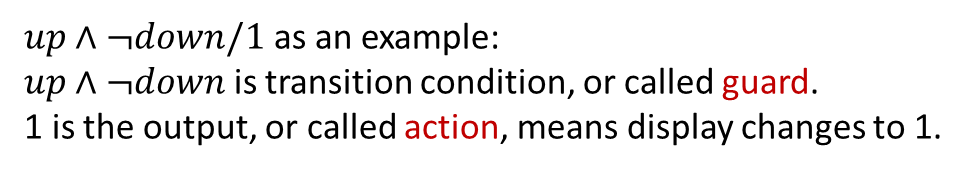 up ∧ ¬down/1 as an example:
up ∧ ¬down is transition condition, or called guard.
1 is the output, or called action, means display changes to 1.